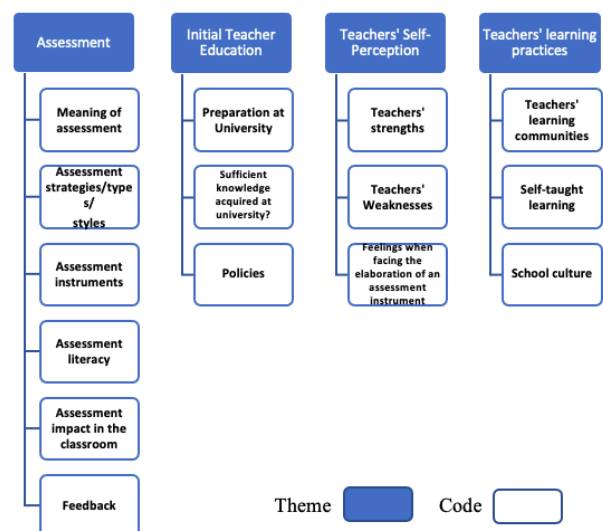 Assessment
Meaning of
assessment
Assessment
strategies/type
s/
styles
Assessment
instruments
Assessment
literacy
Assessment
impact in the
classroom
Feedback
Initial Teacher
Education
Preparation at
University
Sufficient
knowledge
acquired at
university?
Policies
Teachers' Self-
Perception
Teachers'
strengths
Teachers'
Weaknesses
Feelings when
facing the
elaboration of an
assessment
instrument
Teachers' learning
practices
Teachers'
learning
communities
Self-taught
learning
School culture
Theme
Code